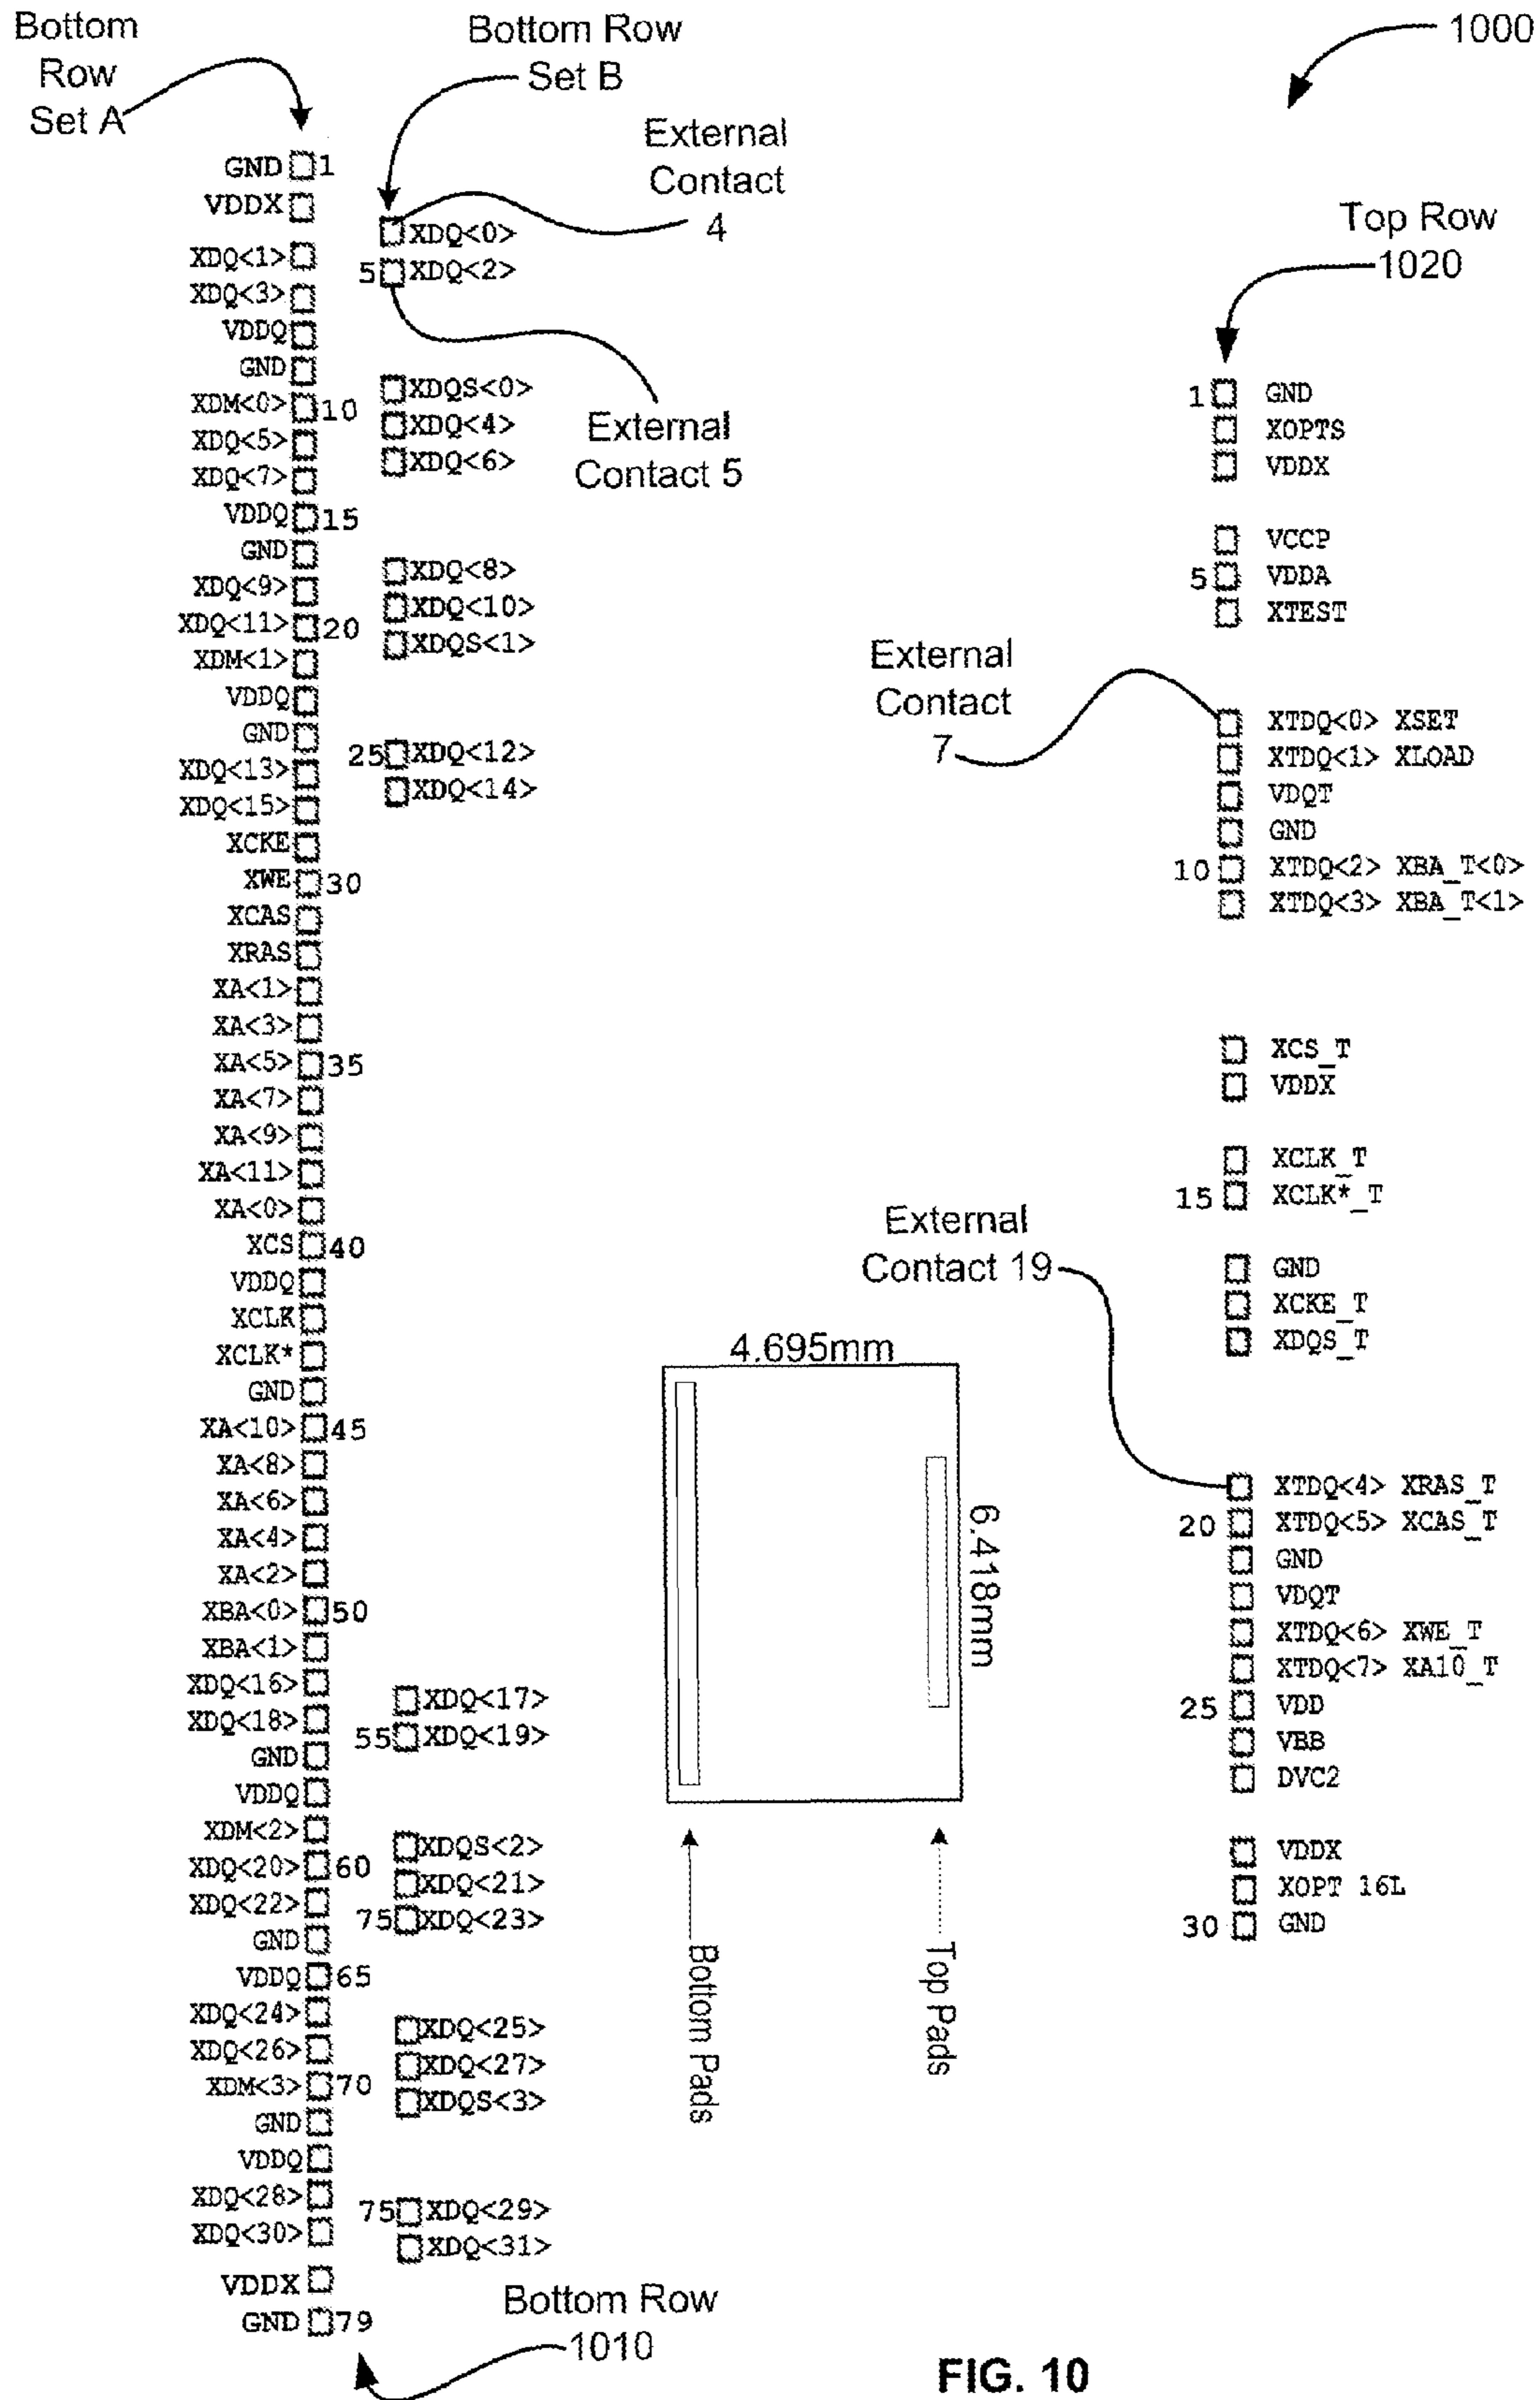 Bottom
Row
Set A
Bottom Row
Set B
External
Contact
4
1000
Top Row
1020
GND 1
VDDX
XDQ<1>
XDQ<3>
VDDQ
GND
XDM<0> 10
XDQ<5>
XDQ<7>
VDDQ 15
GND
XDQ<9>
XDQ<11> 20
XDM<1>
VDDQ
GND
XDQ<13>
XDQ<15>
XCKE
XWE 30
XCAS
XRAS
XA<1>
XA<3>
XA<5> 35
XA<7>
XA<9>
XA<11>
XA<0>
XCS 40
VDDQ
XCLK
XCLK*
GND
XA<10> 45
XA<8>
XA<6>
XA<4>
XA<2>
XBA<0> 50
XBA<1>
XDQ<16>
XDQ<18>
GND
VDDQ
XDM<2>
XDQ<20> 60
XDQ<22>
GND
VDDQ 65
XDQ<24>
XDQ<26>
XDM<3> 70
GND
VDDQ
XDQ<28>
XDQ<30>
VDDX
GND 79
XDQ<0>
5 XDQ<2>
XDQS<0>
XDQ<4>
XDQ<6>
XDQ<8>
XDQ<10>
XDQS<1>
25 XDQ<12>
XDQ<14>
XDQ<17>
55 XDQ<19>
XDQS<2>
XDQ<21>
75 XDQ<23>
XDQ<25>
XDQ<27>
XDQS<3>
75 XDQ<29>
XDQ<31>
External
Contact 5
External
Contact
7
External
Contact 19
4.695mm
6.418mm
Bottom Pads
Top Pads
1 GND
XOPTS
VDDX
VCCP
5 VDDA
XTEST
XTDQ<0> XSET
XTDQ<1> XLOAD
VDQT
GND
10 XTDQ<2> XBA_T<0>
XTDQ<3> XBA_T<1>
XCS_T
VDDX
XCLK_T
15 XCLK*_T
GND
XCKE_T
XDQS_T
XTDQ<4> XRAS_T
20 XTDQ<5> XCAS_T
GND
VDQT
XTDQ<6> XWE_T
XTDQ<7> XA10_T
25 VDD
VBB
DVC2
VDDX
XOPT 16L
30 GND
Bottom Row
1010
FIG. 10